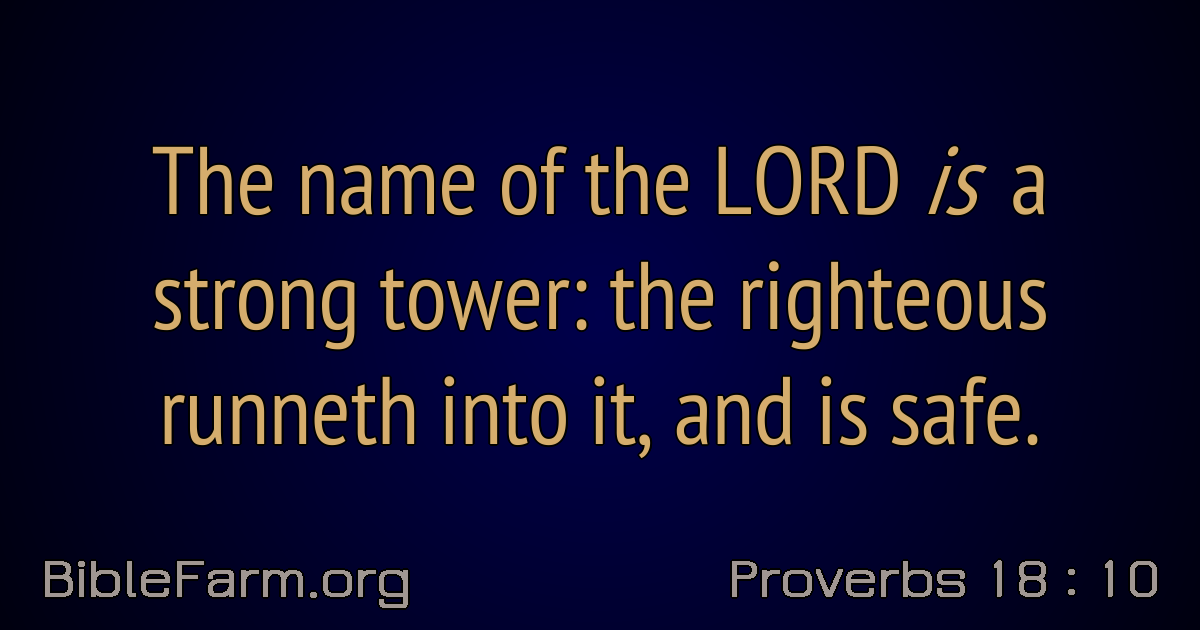 The name of the LORD is a
strong tower: the righteous
runneth into it, and is safe.
BibleFarm.org
Proverbs 18 : 10